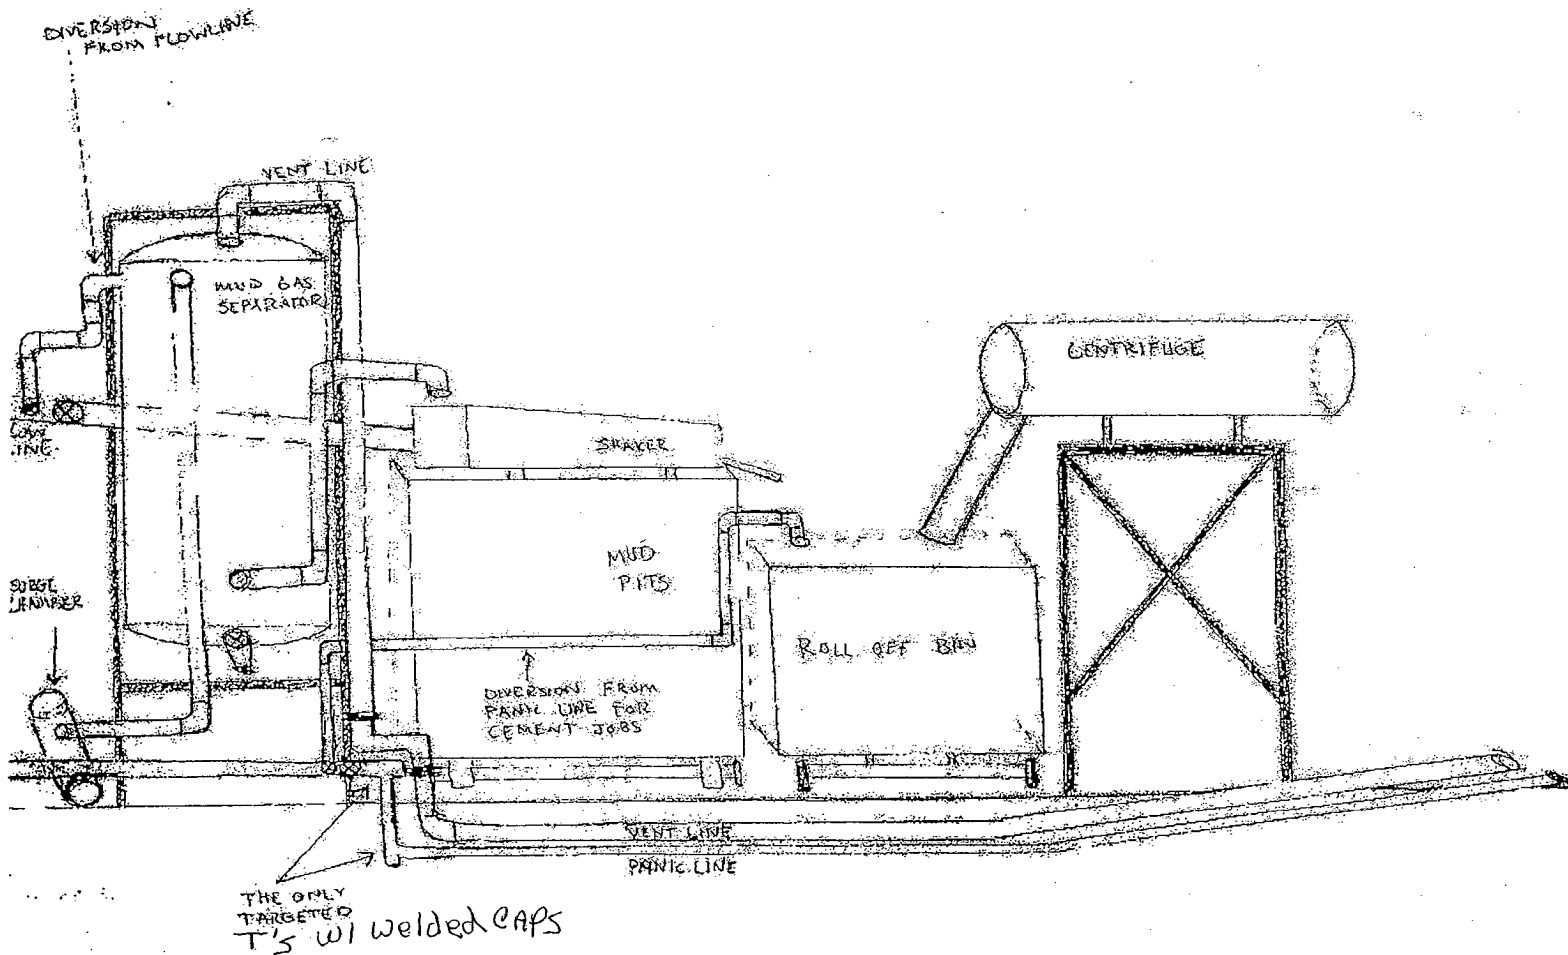 DIVERSION
FROM FLOWLINE
VENT LINE
MUD GAS
SEPARATOR
CENTRIFUGE
SHAKER
MUD
PITS
ROLL OFF BIN
DIVERSION FROM
PANIC LINE FOR
CEMENT JOBS
VENT LINE
PANIC LINE
THE ONLY
TARGETED
T's W/ Welded CAPS